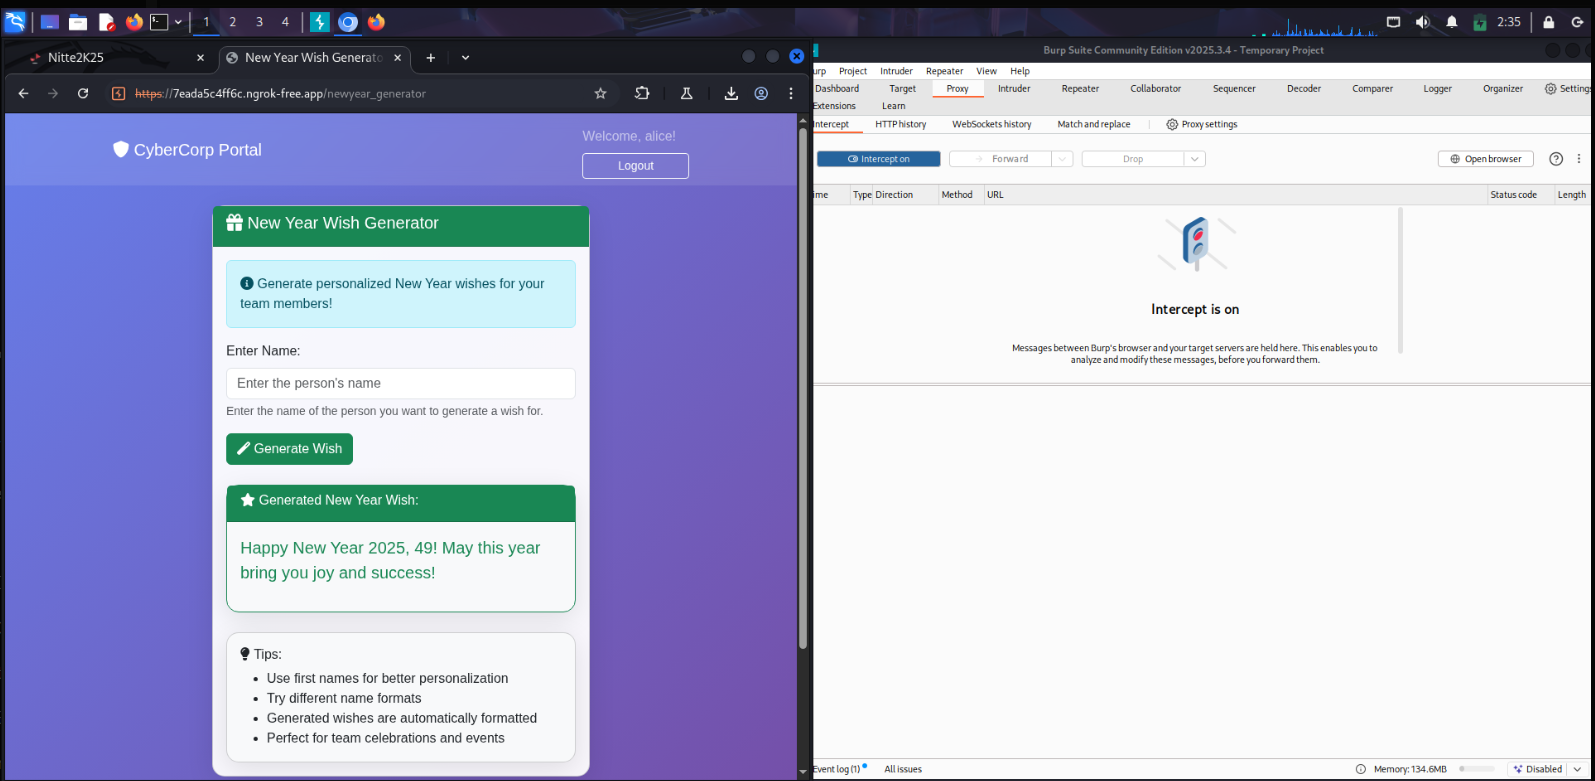 1 2 3 4
2:35
Nitte2K25
New Year Wish Generato
https://7eada5c4ff6c.ngrok-free.app/newyear_generator
CyberCorp Portal
Welcome, alice!
Logout
New Year Wish Generator
Generate personalized New Year wishes for your
team members!
Enter Name:
Enter the person's name
Enter the name of the person you want to generate a wish for.
Generate Wish
Generated New Year Wish:
Happy New Year 2025, 49! May this year
bring you joy and success!
Tips:
Use first names for better personalization
Try different name formats
Generated wishes are automatically formatted
Perfect for team celebrations and events
Burp Suite Community Edition v2025.3.4 - Temporary Project
urp Project Intruder Repeater View Help
Dashboard Target Proxy Intruder Repeater Collaborator Sequencer Decoder Comparer Logger Organizer Settings
Extensions Learn
Intercept HTTP history WebSockets history Match and replace Proxy settings
Intercept on Forward Drop Open browser
ime Type Direction Method URL Status code Length
Intercept is on
Messages between Burp's browser and your target servers are held here. This enables you to
analyze and modify these messages, before you forward them.
Event log (1) All issues Memory: 134.6MB Disabled